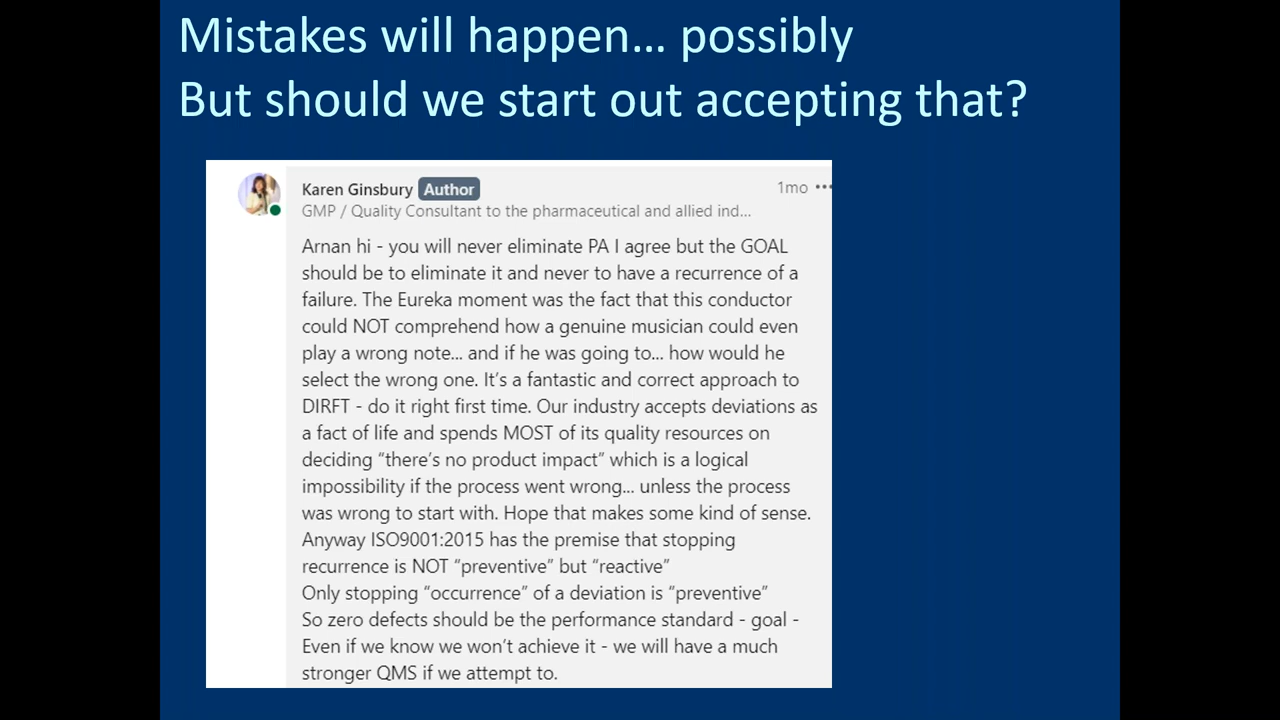 Mistakes will happen... possibly
But should we start out accepting that?
Karen Ginsbury Author
1mo •••
GMP / Quality Consultant to the pharmaceutical and allied ind...
Arnan hi - you will never eliminate PA I agree but the GOAL
should be to eliminate it and never to have a recurrence of a
failure. The Eureka moment was the fact that this conductor
could NOT comprehend how a genuine musician could even
play a wrong note... and if he was going to... how would he
select the wrong one. It's a fantastic and correct approach to
DIRFT - do it right first time. Our industry accepts deviations as
a fact of life and spends MOST of its quality resources on
deciding "there's no product impact" which is a logical
impossibility if the process went wrong... unless the process
was wrong to start with. Hope that makes some kind of sense.
Anyway ISO9001:2015 has the premise that stopping
recurrence is NOT "preventive" but "reactive"
Only stopping "occurrence" of a deviation is "preventive"
So zero defects should be the performance standard - goal -
Even if we know we won't achieve it - we will have a much
stronger QMS if we attempt to.